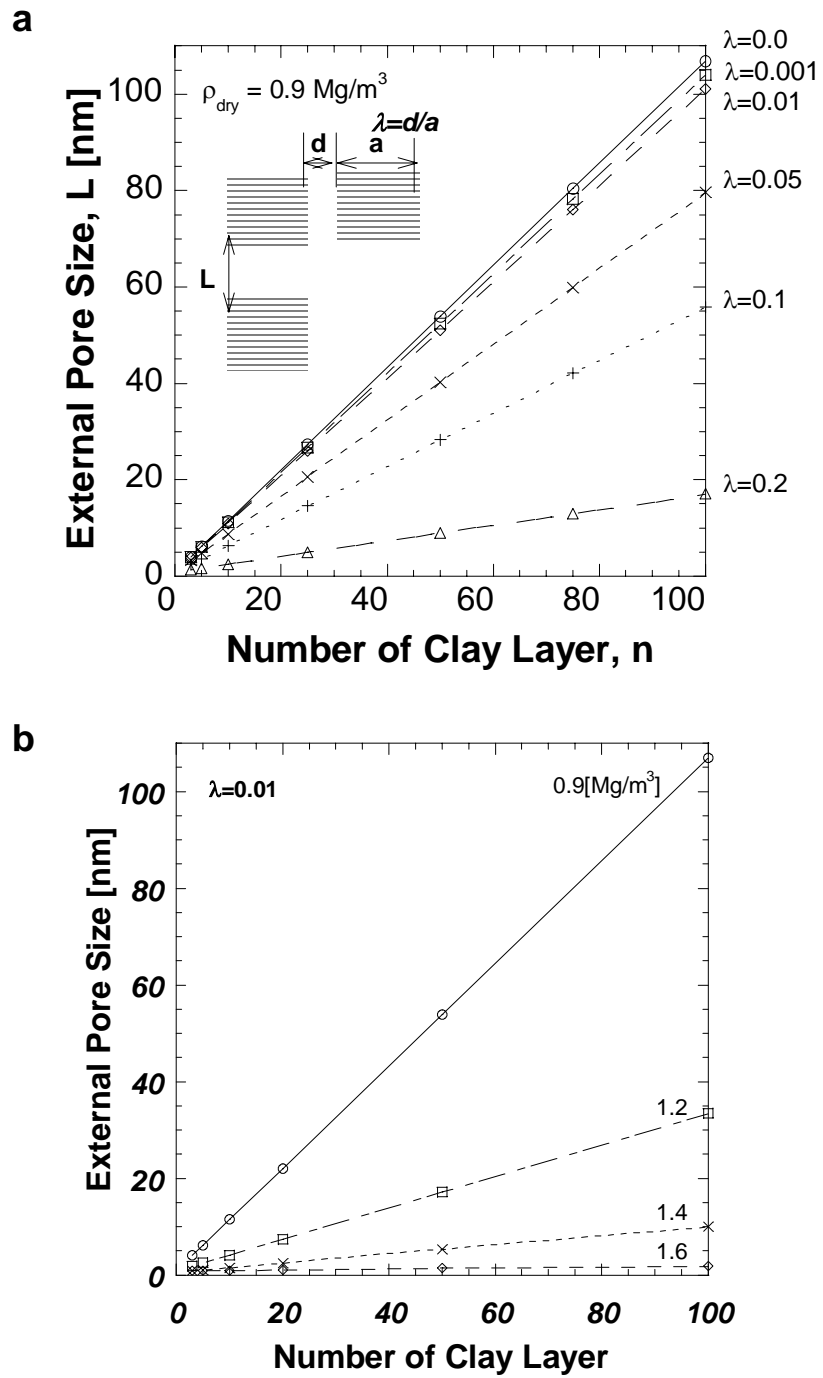 a
ρdry = 0.9 Mg/m³
λ=d/a
d a
L
External Pore Size, L [nm]
100
80
60
40
20
0
0 20 40 60 80 100
Number of Clay Layer, n
λ=0.0
λ=0.001
λ=0.01
λ=0.05
λ=0.1
λ=0.2
b
λ=0.01
0.9[Mg/m³]
1.2
1.4
1.6
External Pore Size [nm]
100
80
60
40
20
0
0 20 40 60 80 100
Number of Clay Layer